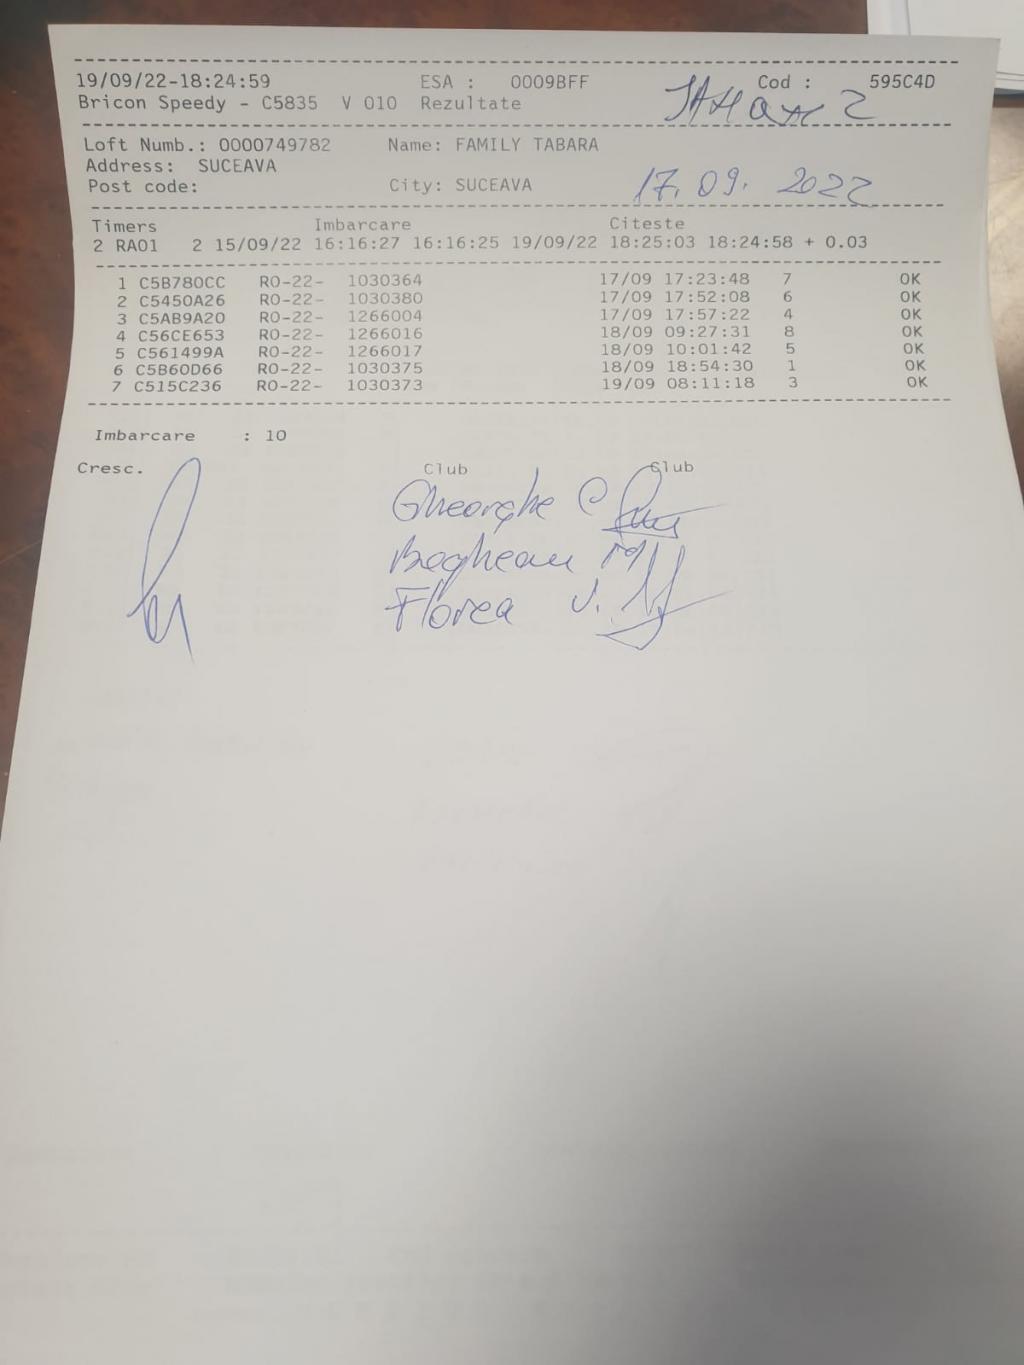 19/09/22-18:24:59 ESA : 0009BFF Cod : 595C4D
Bricon Speedy - C5835 V 010 Rezultate
Loft Numb.: 0000749782 Name: FAMILY TABARA
Address: SUCEAVA
Post code: City: SUCEAVA 17.09. 2022
Timers Imbarcare Citeste
2 RA01 2 15/09/22 16:16:27 16:16:25 19/09/22 18:25:03 18:24:58 + 0.03
1 C5B780CC RO-22- 1030364 17/09 17:23:48 7 OK
2 C5450A26 RO-22- 1030380 17/09 17:52:08 6 OK
3 C5AB9A20 RO-22- 1266004 17/09 17:57:22 4 OK
4 C56CE653 RO-22- 1266016 18/09 09:27:31 8 OK
5 C561499A RO-22- 1266017 18/09 10:01:42 5 OK
6 C5B60D66 RO-22- 1030375 18/09 18:54:30 1 OK
7 C515C236 RO-22- 1030373 19/09 08:11:18 3 OK
Imbarcare : 10
Cresc. Club Club
Gheorghe C
Florea